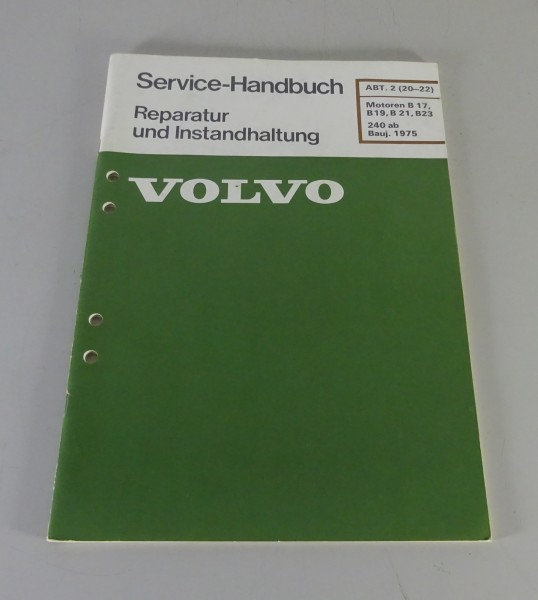 Service-Handbuch
Reparatur
und Instandhaltung
ABT. 2 (20–22)
Motoren B 17,
B19, B 21, B23
240 ab
Bauj. 1975
VOLVO